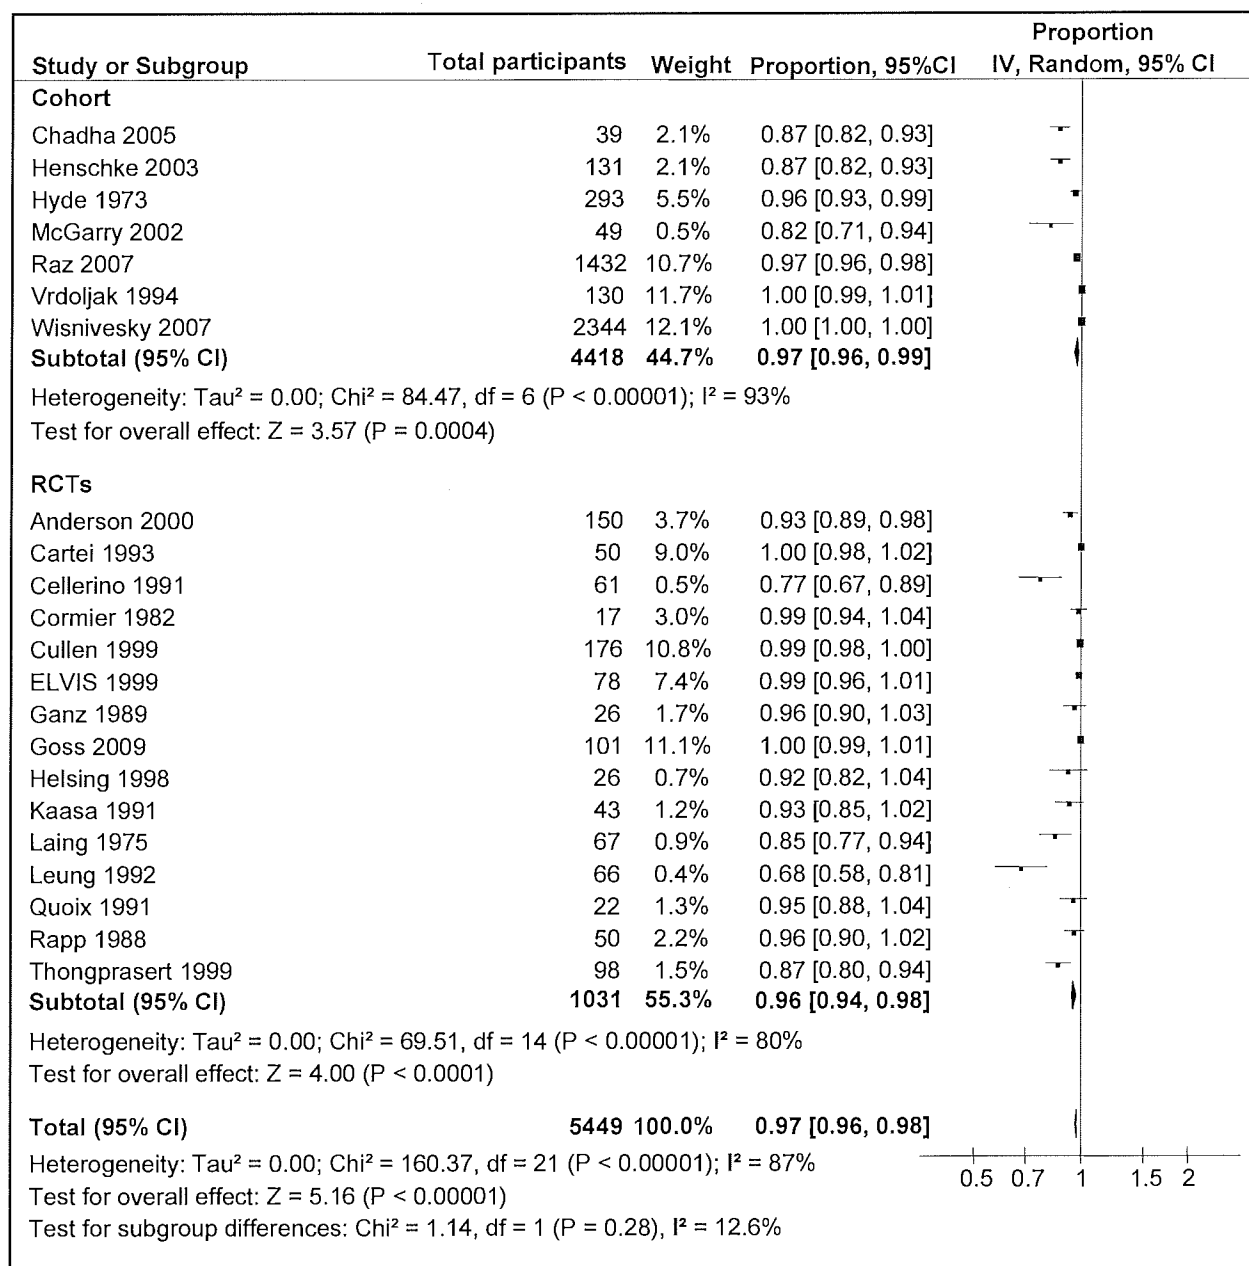 Proportion
Study or Subgroup Total participants Weight Proportion, 95%CI IV, Random, 95% CI
Cohort
Chadha 2005 39 2.1% 0.87 [0.82, 0.93]
Henschke 2003 131 2.1% 0.87 [0.82, 0.93]
Hyde 1973 293 5.5% 0.96 [0.93, 0.99]
McGarry 2002 49 0.5% 0.82 [0.71, 0.94]
Raz 2007 1432 10.7% 0.97 [0.96, 0.98]
Vrdoljak 1994 130 11.7% 1.00 [0.99, 1.01]
Wisnivesky 2007 2344 12.1% 1.00 [1.00, 1.00]
Subtotal (95% CI) 4418 44.7% 0.97 [0.96, 0.99]
Heterogeneity: Tau² = 0.00; Chi² = 84.47, df = 6 (P < 0.00001); I² = 93%
Test for overall effect: Z = 3.57 (P = 0.0004)
RCTs
Anderson 2000 150 3.7% 0.93 [0.89, 0.98]
Cartei 1993 50 9.0% 1.00 [0.98, 1.02]
Cellerino 1991 61 0.5% 0.77 [0.67, 0.89]
Cormier 1982 17 3.0% 0.99 [0.94, 1.04]
Cullen 1999 176 10.8% 0.99 [0.98, 1.00]
ELVIS 1999 78 7.4% 0.99 [0.96, 1.01]
Ganz 1989 26 1.7% 0.96 [0.90, 1.03]
Goss 2009 101 11.1% 1.00 [0.99, 1.01]
Helsing 1998 26 0.7% 0.92 [0.82, 1.04]
Kaasa 1991 43 1.2% 0.93 [0.85, 1.02]
Laing 1975 67 0.9% 0.85 [0.77, 0.94]
Leung 1992 66 0.4% 0.68 [0.58, 0.81]
Quoix 1991 22 1.3% 0.95 [0.88, 1.04]
Rapp 1988 50 2.2% 0.96 [0.90, 1.02]
Thongprasert 1999 98 1.5% 0.87 [0.80, 0.94]
Subtotal (95% CI) 1031 55.3% 0.96 [0.94, 0.98]
Heterogeneity: Tau² = 0.00; Chi² = 69.51, df = 14 (P < 0.00001); I² = 80%
Test for overall effect: Z = 4.00 (P < 0.0001)
Total (95% CI) 5449 100.0% 0.97 [0.96, 0.98]
Heterogeneity: Tau² = 0.00; Chi² = 160.37, df = 21 (P < 0.00001); I² = 87%
0.5 0.7 1 1.5 2
Test for overall effect: Z = 5.16 (P < 0.00001)
Test for subgroup differences: Chi² = 1.14, df = 1 (P = 0.28), I² = 12.6%